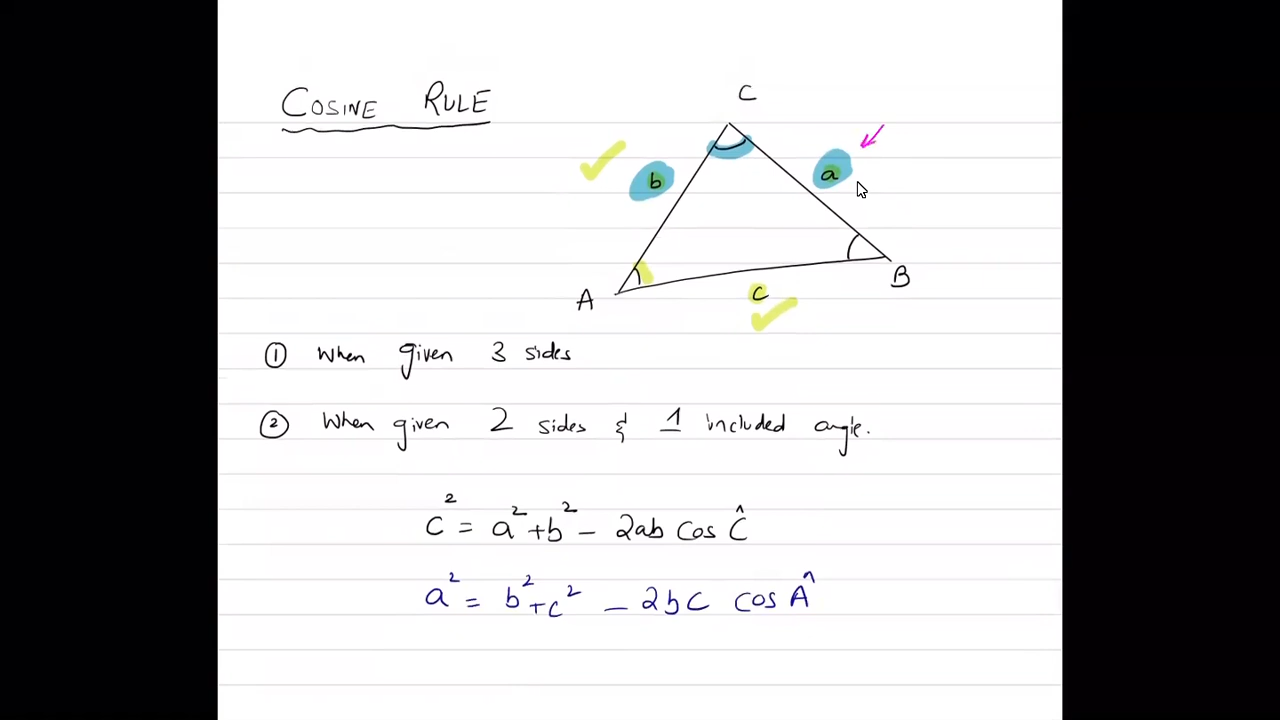 COSINE RULE
C
b
a
A
B
c
① When given 3 sides
② When given 2 sides & 1 included angle.
c² = a² + b² - 2ab cos Ĉ
a² = b² + c² - 2bc cos Â